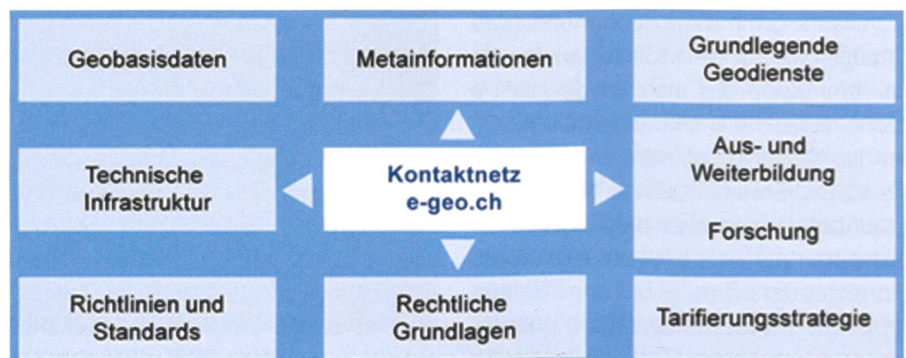 Geobasisdaten
Metainformationen
Grundlegende
Geodienste
Technische
Infrastruktur
Kontaktnetz
e-geo.ch
Aus- und
Weiterbildung
Forschung
Richtlinien und
Standards
Rechtliche
Grundlagen
Tarifierungsstrategie